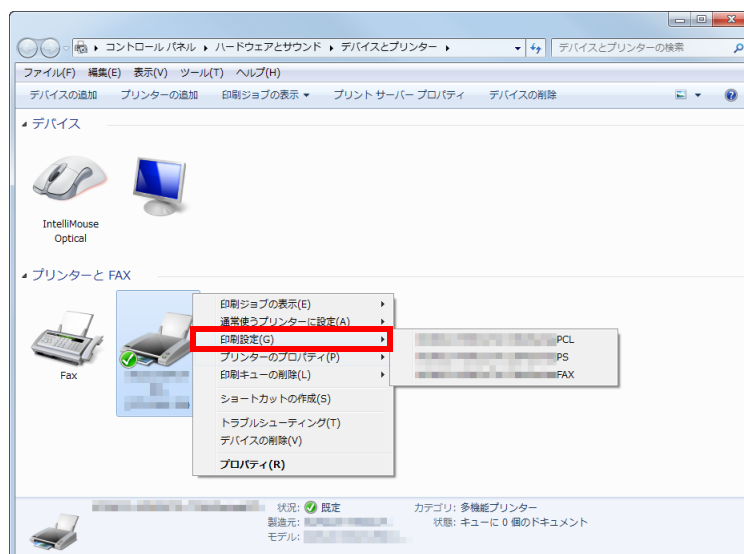 コントロール パネル ▸ ハードウェアとサウンド ▸ デバイスとプリンター ▸ デバイスとプリンターの検索
ファイル(F) 編集(E) 表示(V) ツール(T) ヘルプ(H)
デバイスの追加 プリンターの追加 印刷ジョブの表示 ▼ プリント サーバー プロパティ デバイスの削除
デバイス
IntelliMouse
Optical
プリンターと FAX
Fax
印刷ジョブの表示(E)
通常使うプリンターに設定(A)
印刷設定(G)
プリンターのプロパティ(P)
印刷キューの削除(L)
ショートカットの作成(S)
トラブルシューティング(T)
デバイスの削除(V)
プロパティ(R)
PCL
PS
FAX
状況: 既定 カテゴリ: 多機能プリンター
製造元: 状態: キューに 0 個のドキュメント
モデル: